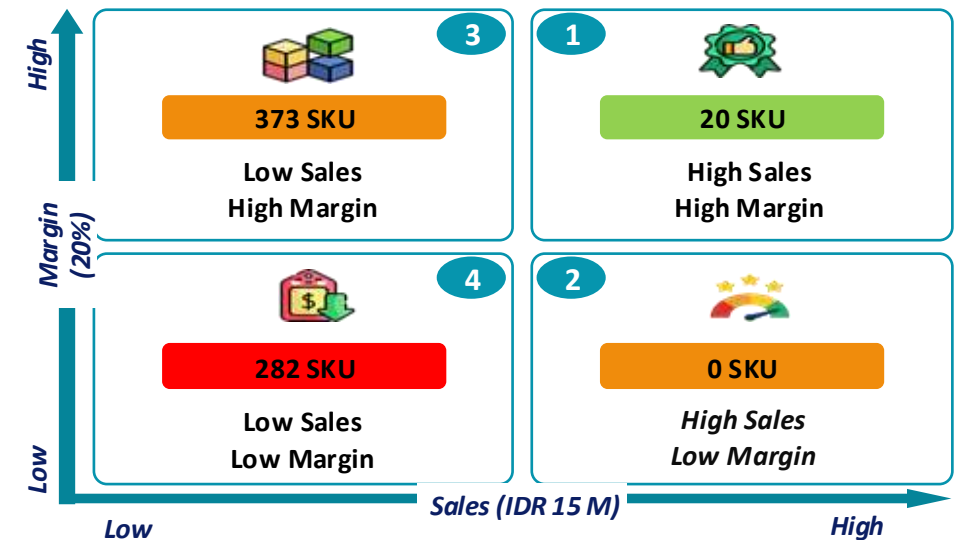 High
3
373 SKU
Low Sales
High Margin
1
20 SKU
High Sales
High Margin
Margin
(20%)
4
$
282 SKU
Low Sales
Low Margin
2
0 SKU
High Sales
Low Margin
Low
Sales (IDR 15 M)
Low
High